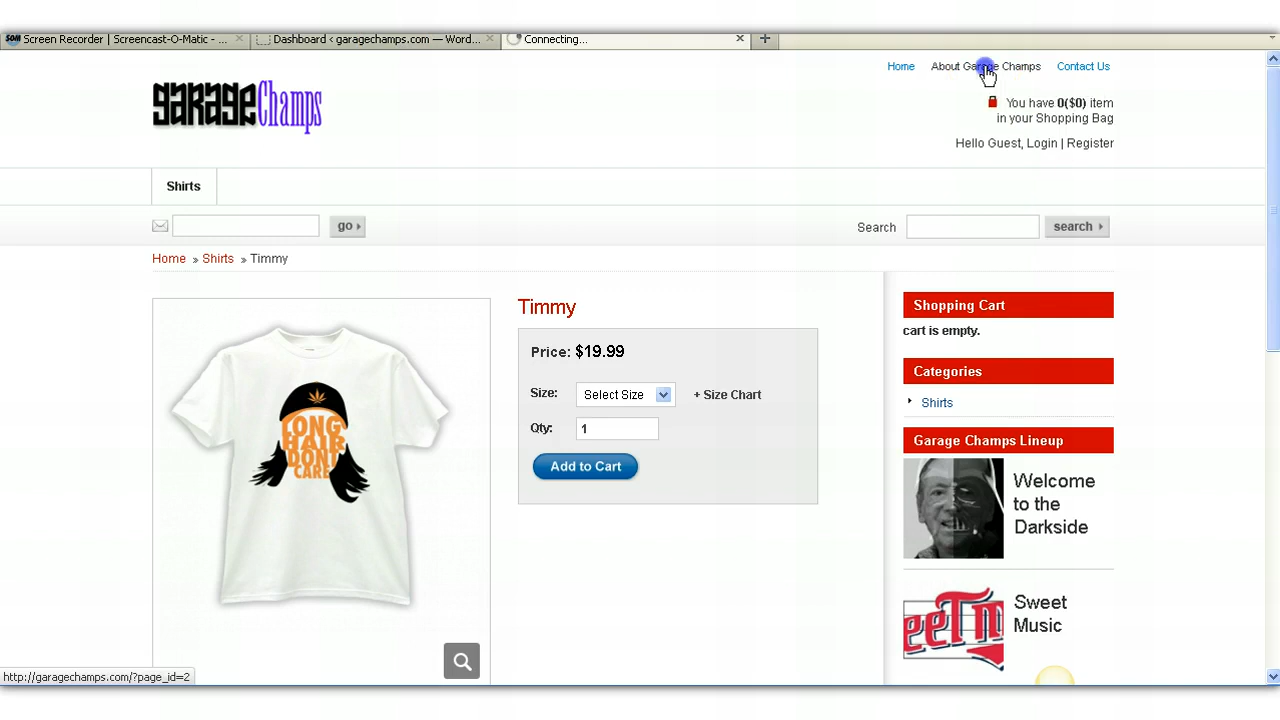 SOM Screen Recorder | Screencast-O-Matic - ...
Dashboard ‹ garagechamps.com — Word...
Connecting...
Home About Garage Champs Contact Us
garageChamps
You have 0($0) item
in your Shopping Bag
Hello Guest, Login | Register
Shirts
go
Search
search
Home » Shirts » Timmy
Timmy
Price: $19.99
Size: Select Size + Size Chart
Qty: 1
Add to Cart
LONG
HAIR
DONT
CARE
Shopping Cart
cart is empty.
Categories
Shirts
Garage Champs Lineup
Welcome
to the
Darkside
eeTm
Sweet
Music
http://garagechamps.com/?page_id=2